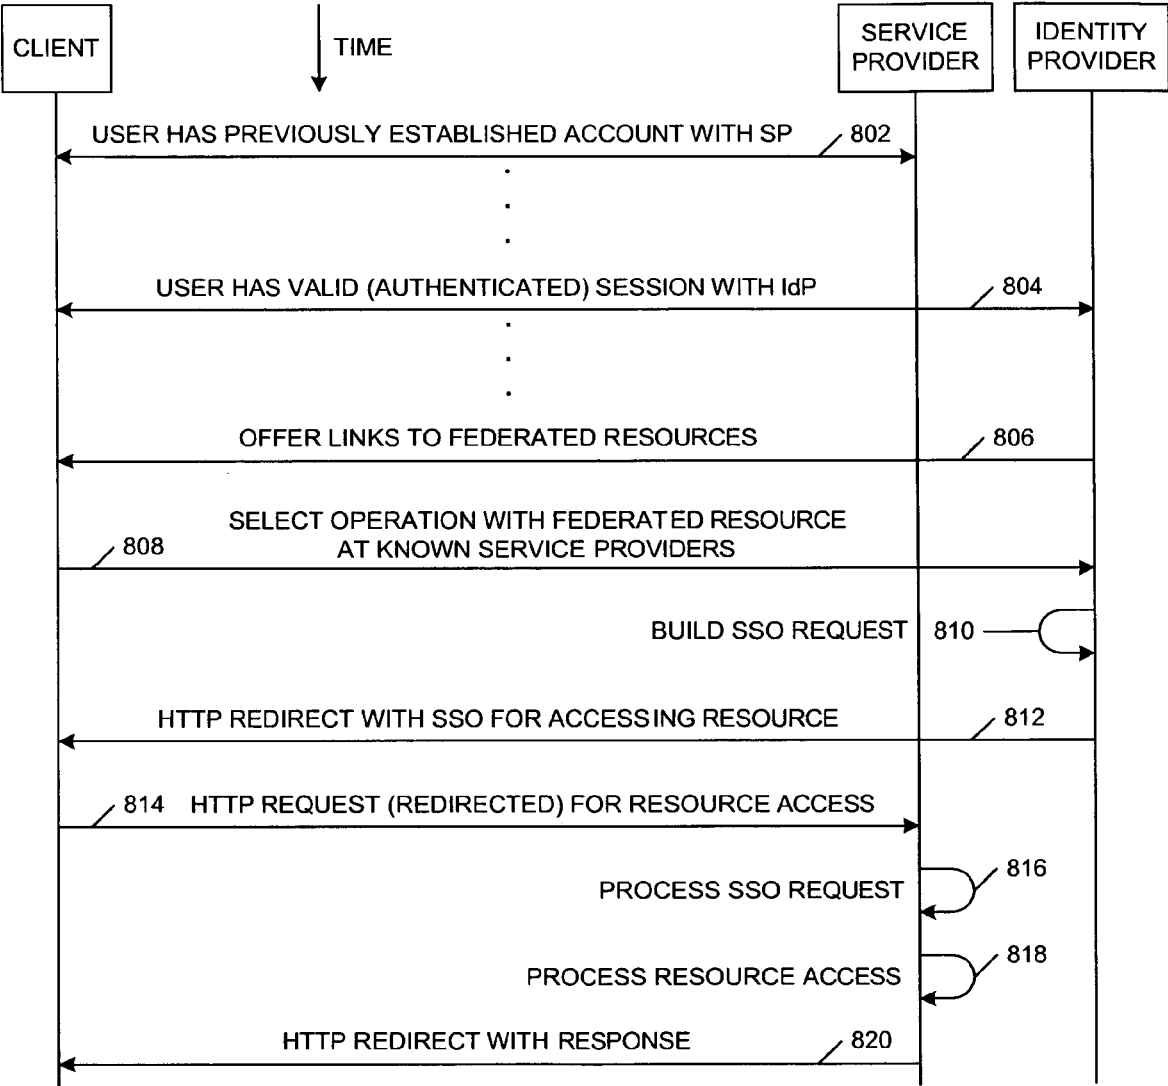 CLIENT
TIME
SERVICE
PROVIDER
IDENTITY
PROVIDER
USER HAS PREVIOUSLY ESTABLISHED ACCOUNT WITH SP
802
USER HAS VALID (AUTHENTICATED) SESSION WITH IdP
804
OFFER LINKS TO FEDERATED RESOURCES
806
SELECT OPERATION WITH FEDERATED RESOURCE
AT KNOWN SERVICE PROVIDERS
808
BUILD SSO REQUEST
810
HTTP REDIRECT WITH SSO FOR ACCESSING RESOURCE
812
814
HTTP REQUEST (REDIRECTED) FOR RESOURCE ACCESS
PROCESS SSO REQUEST
816
PROCESS RESOURCE ACCESS
818
HTTP REDIRECT WITH RESPONSE
820